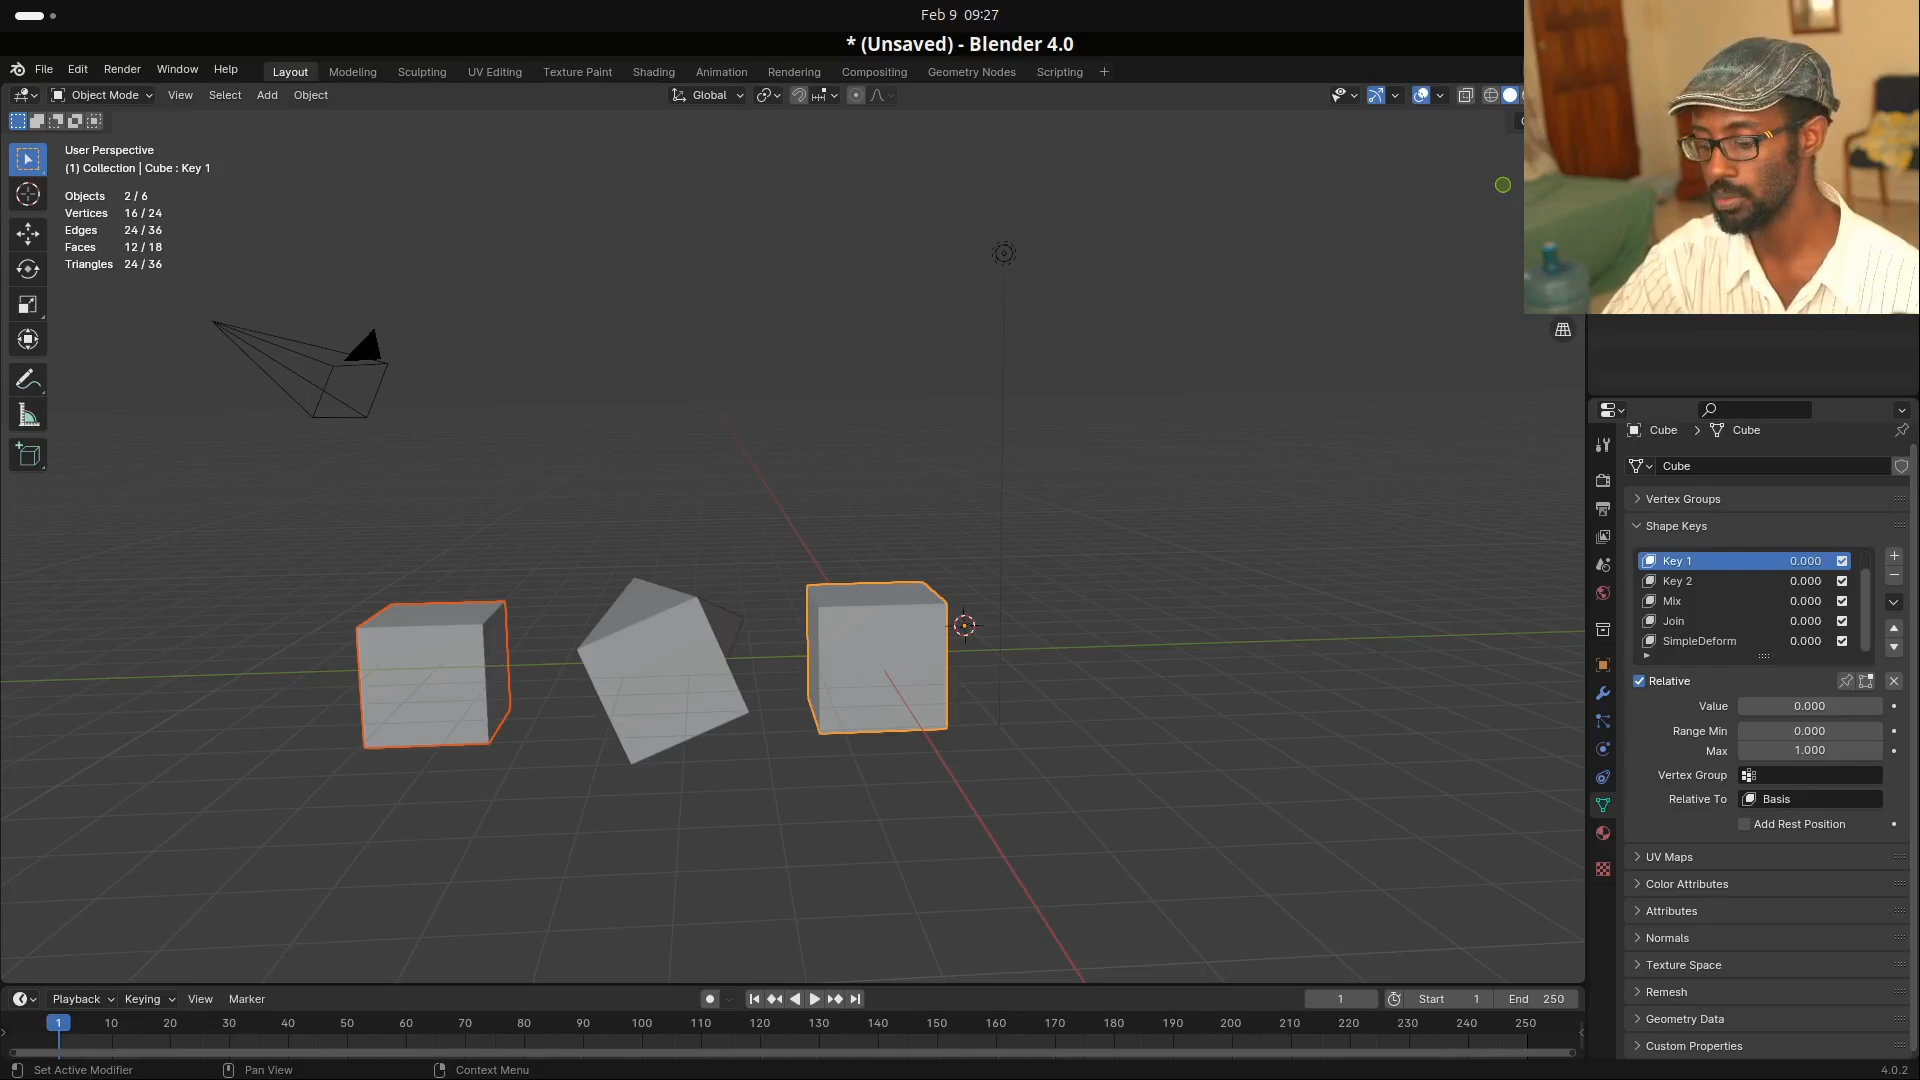 Feb 9 09:27
* (Unsaved) - Blender 4.0
File Edit Render Window Help Layout Modeling Sculpting UV Editing Texture Paint Shading Animation Rendering Compositing Geometry Nodes Scripting +
Object Mode View Select Add Object Global
User Perspective
(1) Collection | Cube : Key 1
Objects 2 / 6
Vertices 16 / 24
Edges 24 / 36
Faces 12 / 18
Triangles 24 / 36
Cube > Cube
Cube
Vertex Groups
Shape Keys
Key 1 0.000
Key 2 0.000
Mix 0.000
Join 0.000
SimpleDeform 0.000
Relative
Value 0.000
Range Min 0.000
Max 1.000
Vertex Group
Relative To Basis
Add Rest Position
UV Maps
Color Attributes
Attributes
Normals
Texture Space
Remesh
Geometry Data
Custom Properties
Playback Keying View Marker 1 Start 1 End 250
1 10 20 30 40 50 60 70 80 90 100 110 120 130 140 150 160 170 180 190 200 210 220 230 240 250
Set Active Modifier Pan View Context Menu 4.0.2